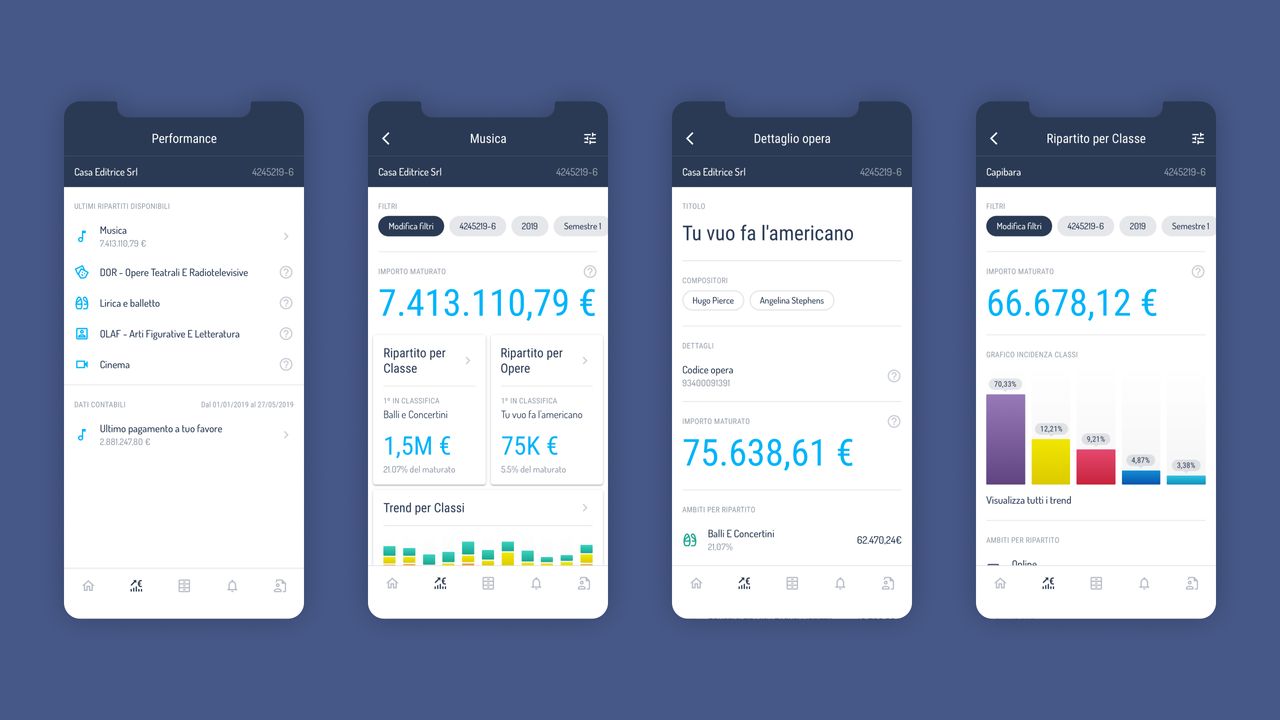 Performance
Casa Editrice Srl 4245219-6
ULTIMI RIPARTITI DISPONIBILI
Musica
7.413.110,79 €
DOR - Opere Teatrali E Radiotelevisive
Lirica e balletto
OLAF - Arti Figurative E Letteratura
Cinema
DATI CONTABILI Dal 01/01/2019 al 27/05/2019
Ultimo pagamento a tuo favore
2.881.247,80 €
Musica
Casa Editrice Srl 4245219-6
FILTRI
Modifica filtri 4245219-6 2019 Semestre 1
IMPORTO MATURATO
7.413.110,79 €
Ripartito per
Classe
1° IN CLASSIFICA
Balli e Concertini
1,5M €
21.07% del maturato
Ripartito per
Opere
1° IN CLASSIFICA
Tu vuo fa l'americano
75K €
5.5% del maturato
Trend per Classi
Dettaglio opera
Casa Editrice Srl 4245219-6
TITOLO
Tu vuo fa l'americano
COMPOSITORI
Hugo Pierce Angelina Stephens
DETTAGLI
Codice opera
93400091391
IMPORTO MATURATO
75.638,61 €
AMBITI PER RIPARTITO
Balli E Concertini 62.470,24€
21,07%
Ripartito per Classe
Capibara 4245219-6
FILTRI
Modifica filtri 4245219-6 2019 Semestre 1
IMPORTO MATURATO
66.678,12 €
GRAFICO INCIDENZA CLASSI
70,33%
12,21%
9,21%
4,87%
3,38%
Visualizza tutti i trend
AMBITI PER RIPARTITO
Online